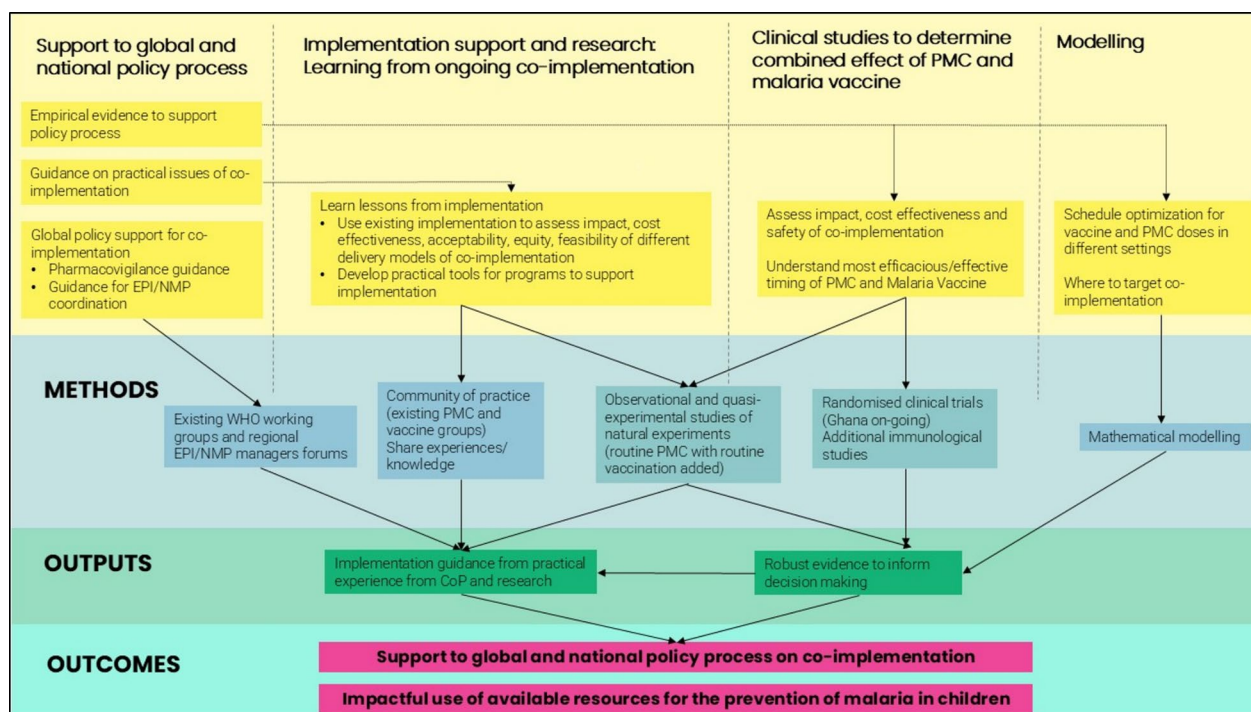 Support to global and
national policy process
Implementation support and research:
Learning from ongoing co-implementation
Clinical studies to determine
combined effect of PMC and
malaria vaccine
Modelling
Empirical evidence to support
policy process
Guidance on practical issues of co-
implementation
Global policy support for co-
implementation
• Pharmacovigilance guidance
• Guidance for EPI/NMP
coordination
Learn lessons from implementation
• Use existing implementation to assess impact, cost
effectiveness, acceptability, equity, feasibility of different
delivery models of co-implementation
• Develop practical tools for programs to support
implementation
Assess impact, cost effectiveness and
safety of co-implementation
Understand most efficacious/effective
timing of PMC and Malaria Vaccine
Schedule optimization for
vaccine and PMC doses in
different settings
Where to target co-
implementation
METHODS
Existing WHO working
groups and regional
EPI/NMP managers forums
Community of practice
(existing PMC and
vaccine groups)
Share experiences/
knowledge
Observational and quasi-
experimental studies of
natural experiments
(routine PMC with routine
vaccination added)
Randomised clinical trials
(Ghana on-going)
Additional immunological
studies
Mathematical modelling
OUTPUTS
Implementation guidance from practical
experience from CoP and research
Robust evidence to inform
decision making
OUTCOMES
Support to global and national policy process on co-implementation
Impactful use of available resources for the prevention of malaria in children